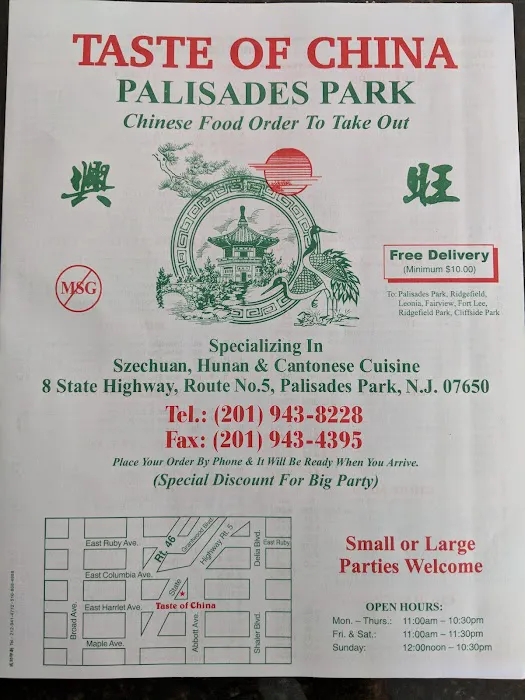 TASTE OF CHINA
PALISADES PARK
Chinese Food Order To Take Out
興 旺
MSG
Free Delivery
(Minimum $10.00)
To: Palisades Park, Ridgefield,
Leonia, Fairview, Fort Lee,
Ridgefield Park, Cliffside Park
Specializing In
Szechuan, Hunan & Cantonese Cuisine
8 State Highway, Route No.5, Palisades Park, N.J. 07650
Tel.: (201) 943-8228
Fax: (201) 943-4395
Place Your Order By Phone & It Will Be Ready When You Arrive.
(Special Discount For Big Party)
East Ruby Ave.
Rt. 46
Grantwood Blvd.
Highway Rt. 5
Delia Blvd.
East Ruby
East Columbia Ave.
State
East Harriet Ave.
Taste of China
Broad Ave.
Abbott Ave.
Shaler Blvd.
Maple Ave.
Small or Large
Parties Welcome
OPEN HOURS:
Mon. – Thurs.: 11:00am – 10:30pm
Fri. & Sat.: 11:00am – 11:30pm
Sunday: 12:00noon – 10:30pm